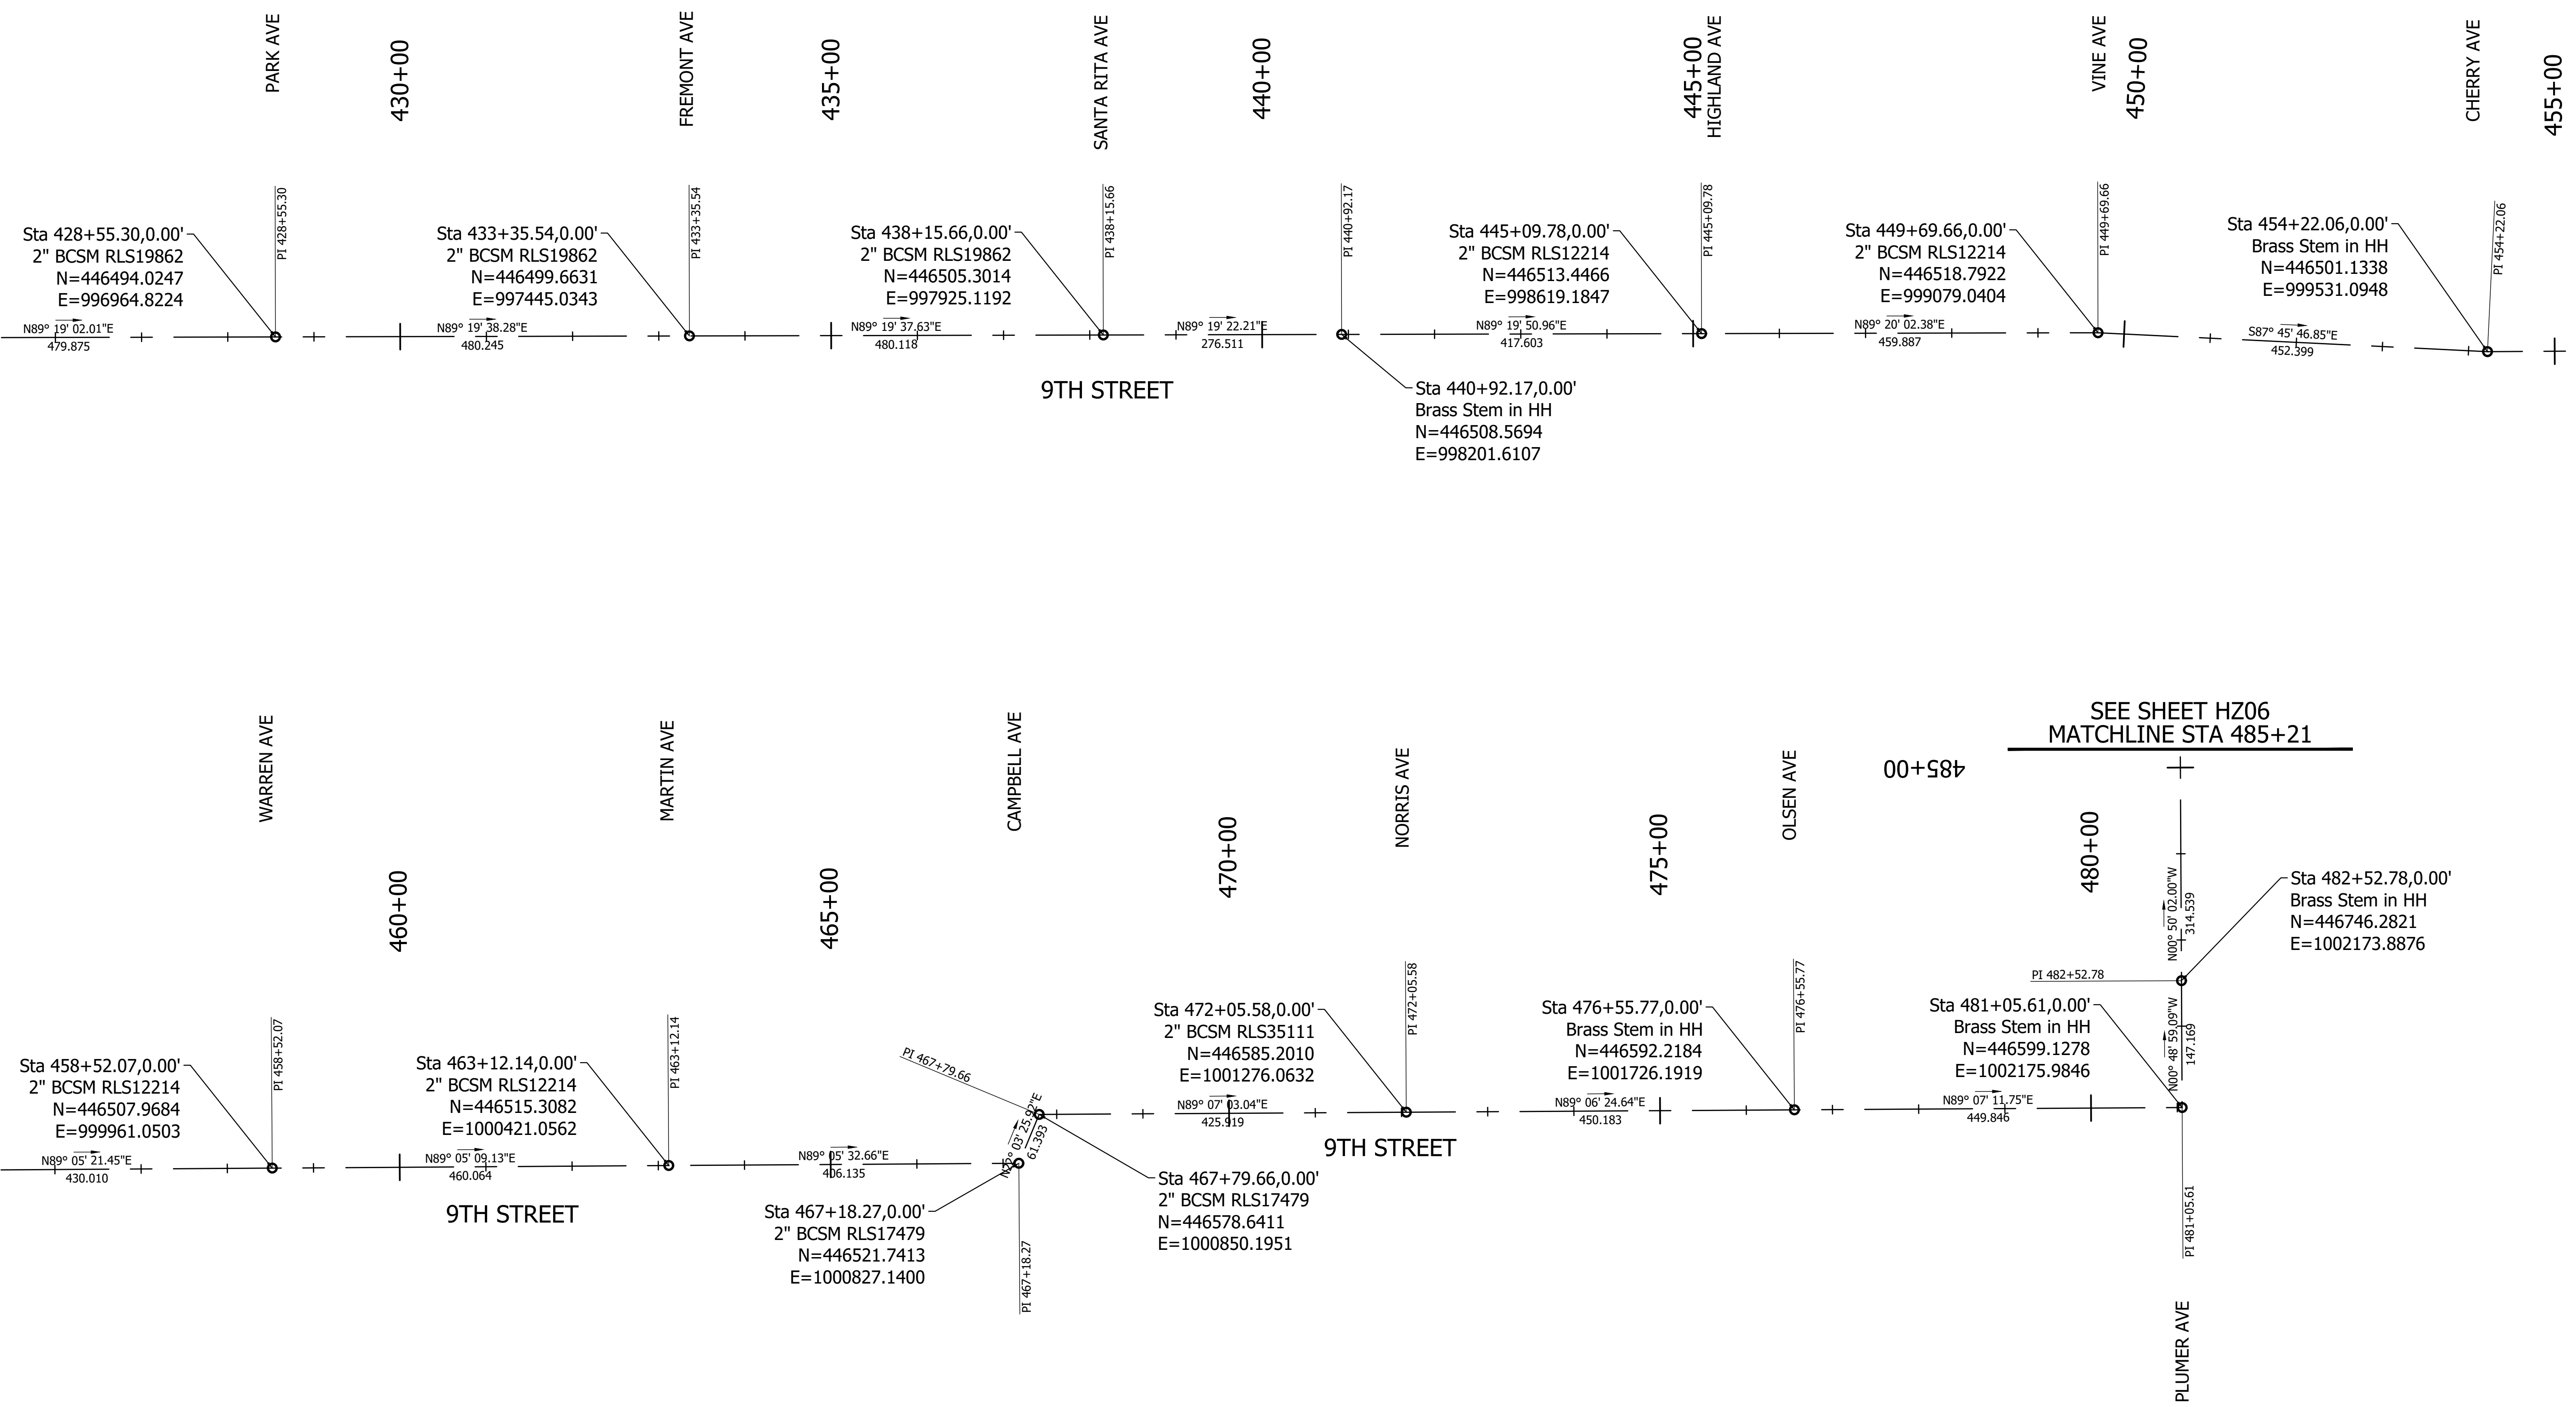 PARK AVE
430+00
FREMONT AVE
435+00
SANTA RITA AVE
440+00
445+00
HIGHLAND AVE
VINE AVE
450+00
CHERRY AVE
455+00
PI 428+55.30
Sta 428+55.30,0.00'
2" BCSM RLS19862
N=446494.0247
E=996964.8224
N89° 19' 02.01"E
479.875
PI 433+35.54
Sta 433+35.54,0.00'
2" BCSM RLS19862
N=446499.6631
E=997445.0343
N89° 19' 38.28"E
480.245
PI 438+15.66
Sta 438+15.66,0.00'
2" BCSM RLS19862
N=446505.3014
E=997925.1192
N89° 19' 37.63"E
480.118
N89° 19' 22.21"E
276.511
PI 440+92.17
Sta 440+92.17,0.00'
Brass Stem in HH
N=446508.5694
E=998201.6107
PI 445+09.78
Sta 445+09.78,0.00'
2" BCSM RLS12214
N=446513.4466
E=998619.1847
N89° 19' 50.96"E
417.603
PI 449+69.66
Sta 449+69.66,0.00'
2" BCSM RLS12214
N=446518.7922
E=999079.0404
N89° 20' 02.38"E
459.887
PI 454+22.06
Sta 454+22.06,0.00'
Brass Stem in HH
N=446501.1338
E=999531.0948
S87° 45' 46.85"E
452.399
9TH STREET
WARREN AVE
460+00
MARTIN AVE
465+00
CAMPBELL AVE
470+00
NORRIS AVE
475+00
OLSEN AVE
480+00
SEE SHEET HZ06
MATCHLINE STA 485+21
485+00
PI 458+52.07
Sta 458+52.07,0.00'
2" BCSM RLS12214
N=446507.9684
E=999961.0503
N89° 05' 21.45"E
430.010
PI 463+12.14
Sta 463+12.14,0.00'
2" BCSM RLS12214
N=446515.3082
E=1000421.0562
N89° 05' 09.13"E
460.064
9TH STREET
N89° 05' 32.66"E
406.135
Sta 467+18.27,0.00'
2" BCSM RLS17479
N=446521.7413
E=1000827.1400
PI 467+18.27
PI 467+79.66
N22° 03' 25.92"E
61.393
Sta 467+79.66,0.00'
2" BCSM RLS17479
N=446578.6411
E=1000850.1951
PI 472+05.58
Sta 472+05.58,0.00'
2" BCSM RLS35111
N=446585.2010
E=1001276.0632
N89° 07' 03.04"E
425.919
9TH STREET
PI 476+55.77
Sta 476+55.77,0.00'
Brass Stem in HH
N=446592.2184
E=1001726.1919
N89° 06' 24.64"E
450.183
Sta 481+05.61,0.00'
Brass Stem in HH
N=446599.1278
E=1002175.9846
N89° 07' 11.75"E
449.846
PI 481+05.61
PI 482+52.78
N00° 48' 59.09"W
147.169
N00° 50' 02.00"W
314.539
Sta 482+52.78,0.00'
Brass Stem in HH
N=446746.2821
E=1002173.8876
PLUMER AVE